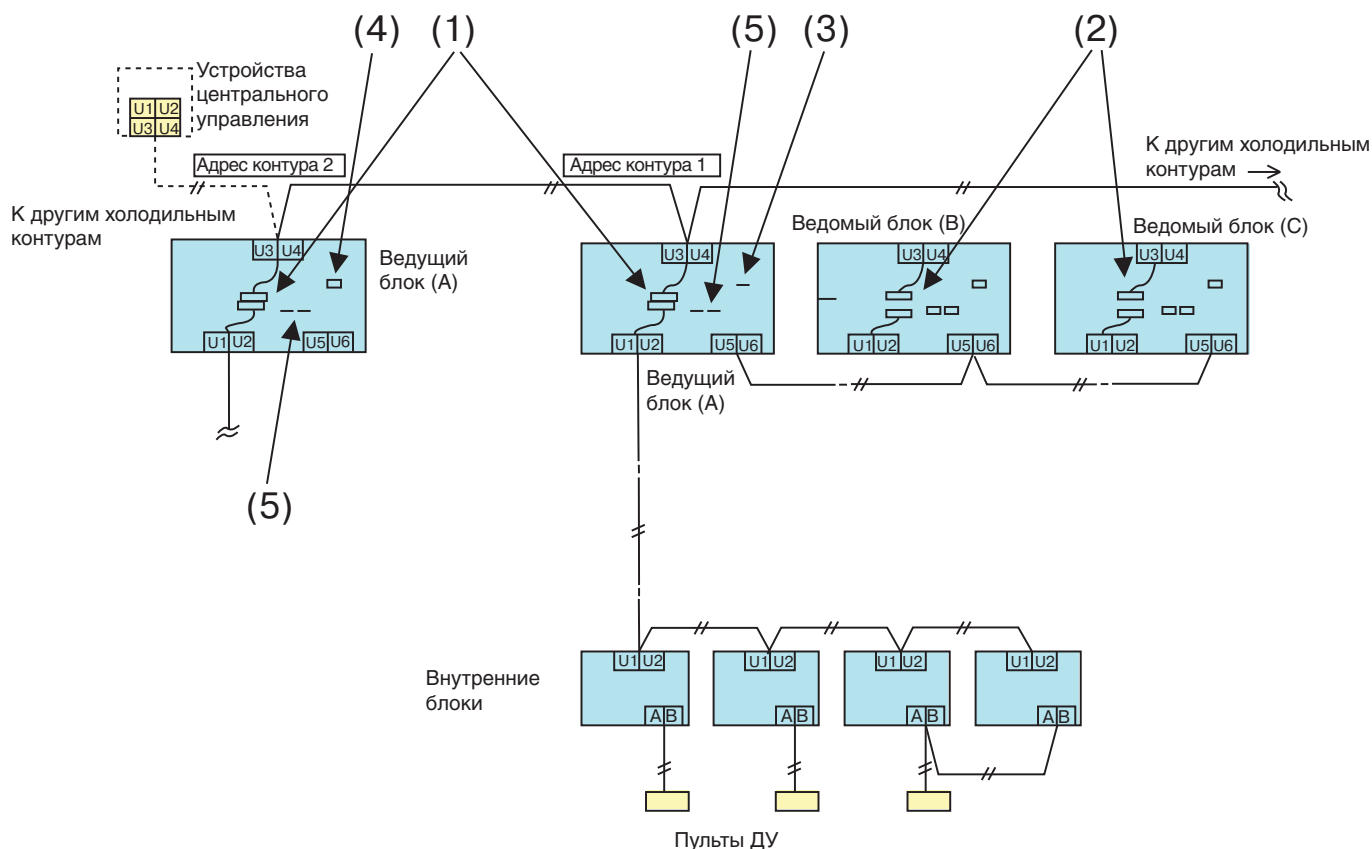 (4) (1) (5) (3) (2)
Устройства
центрального
управления
U1 U2
U3 U4
Адрес контура 2
Адрес контура 1
К другим холодильным
контурам
К другим холодильным
контурам
U3 U4
U1 U2
U5 U6
Ведущий
блок (A)
U3 U4
U1 U2
U5 U6
Ведущий
блок (A)
Ведомый блок (B)
U3 U4
U1 U2
U5 U6
Ведомый блок (C)
U3 U4
U1 U2
U5 U6
(5)
Внутренние
блоки
U1 U2
U1 U2
U1 U2
U1 U2
A B
A B
A B
A B
Пульты ДУ